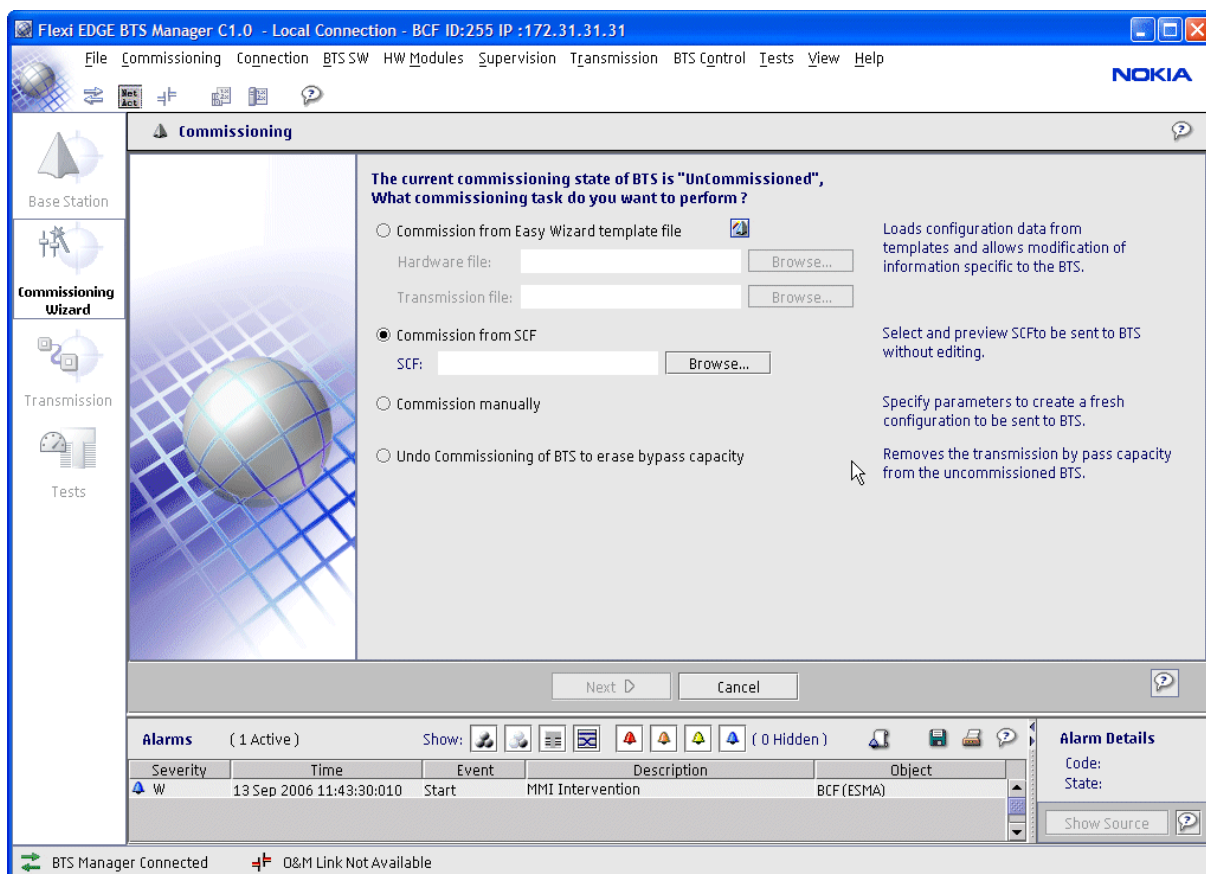 Flexi EDGE BTS Manager C1.0 - Local Connection - BCF ID:255 IP :172.31.31.31
File Commissioning Connection BTS SW HW Modules Supervision Transmission BTS Control Tests View Help
NOKIA
Net Act
Commissioning
Base Station
Commissioning Wizard
Transmission
Tests
The current commissioning state of BTS is "UnCommissioned",
What commissioning task do you want to perform ?
Commission from Easy Wizard template file
Hardware file: Browse...
Transmission file: Browse...
Loads configuration data from
templates and allows modification of
information specific to the BTS.
Commission from SCF
SCF: Browse...
Select and preview SCFto be sent to BTS
without editing.
Commission manually
Specify parameters to create a fresh
configuration to be sent to BTS.
Undo Commissioning of BTS to erase bypass capacity
Removes the transmission by pass capacity
from the uncommissioned BTS.
Next Cancel
Alarms ( 1 Active ) Show: ( 0 Hidden )
Severity Time Event Description Object
W 13 Sep 2006 11:43:30:010 Start MMI Intervention BCF (ESMA)
Alarm Details
Code:
State:
Show Source
BTS Manager Connected O&M Link Not Available